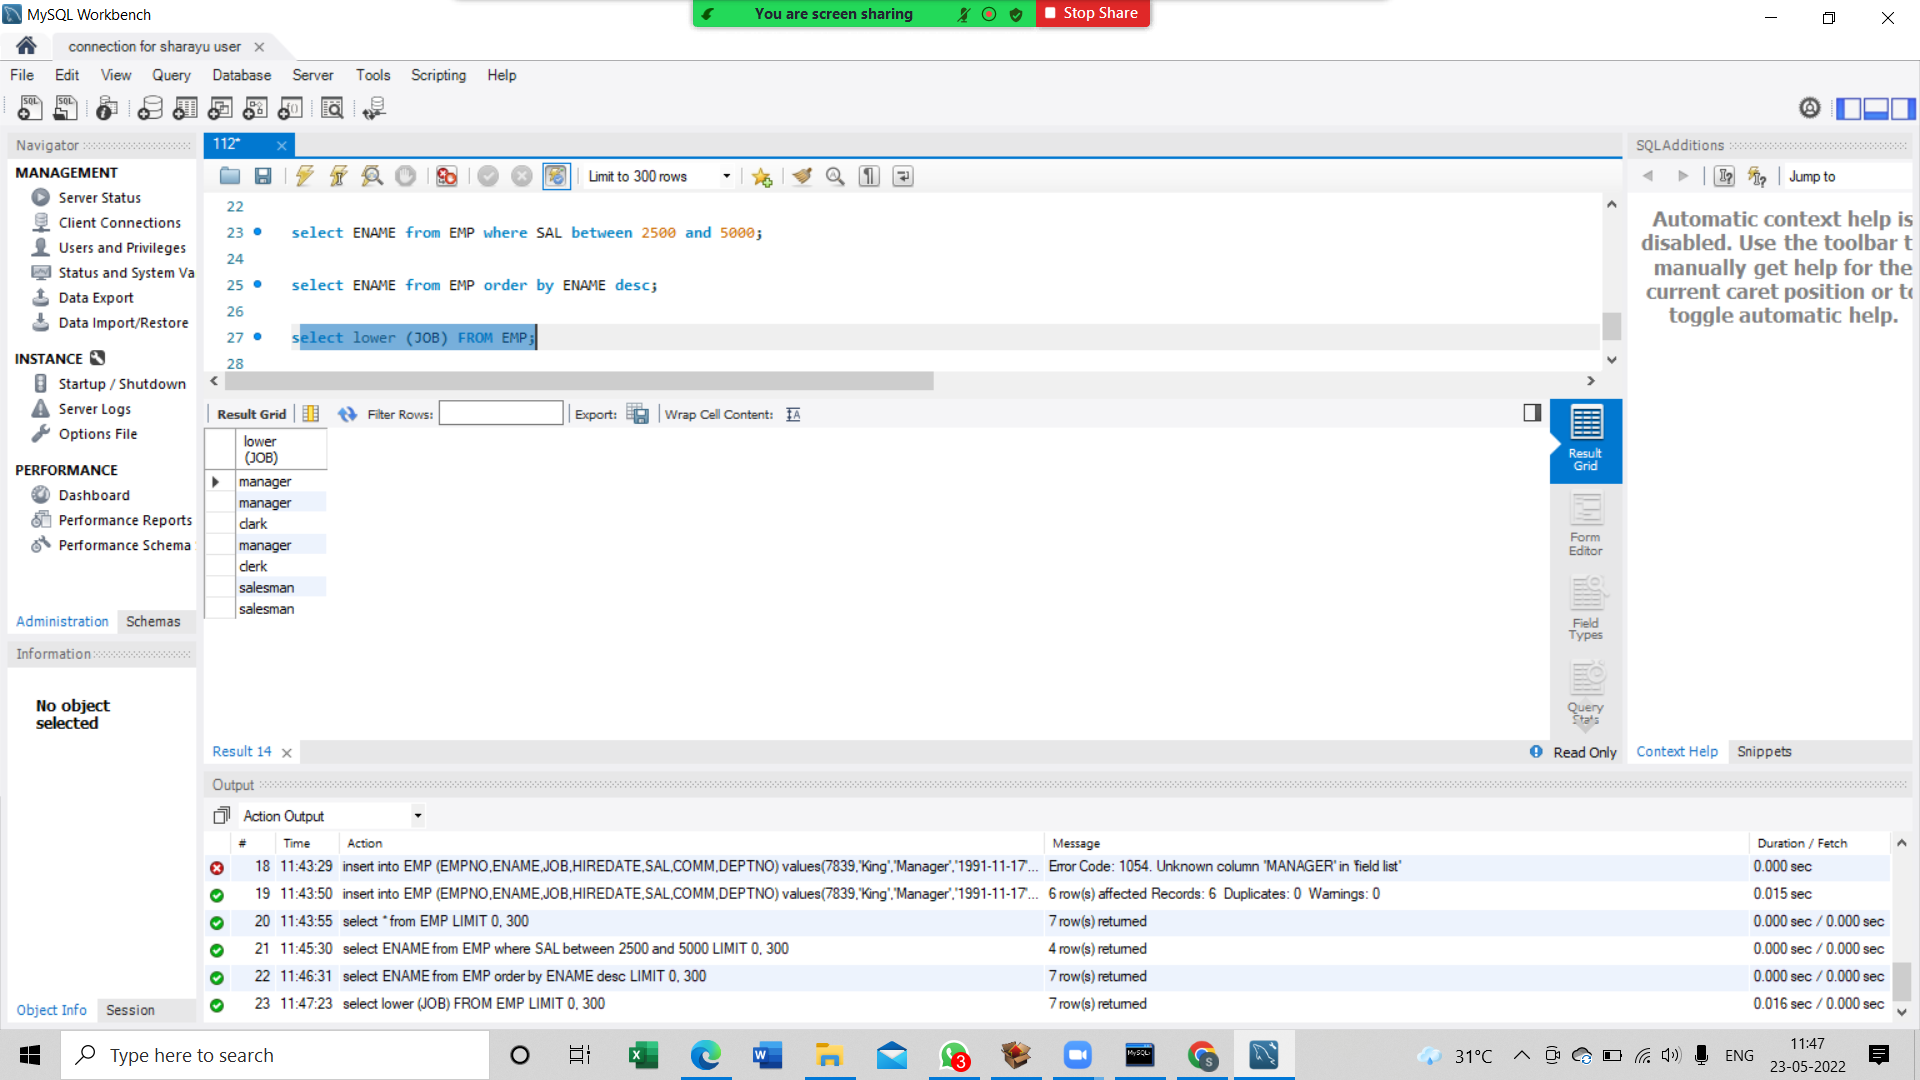 MySQL Workbench
You are screen sharing
Stop Share
connection for sharayu user
File Edit View Query Database Server Tools Scripting Help
Navigator
MANAGEMENT
Server Status
Client Connections
Users and Privileges
Status and System Va
Data Export
Data Import/Restore
INSTANCE
Startup / Shutdown
Server Logs
Options File
PERFORMANCE
Dashboard
Performance Reports
Performance Schema
Administration Schemas
Information
No object
selected
Object Info Session
112*
Limit to 300 rows
22
23 select ENAME from EMP where SAL between 2500 and 5000;
24
25 select ENAME from EMP order by ENAME desc;
26
27 select lower (JOB) FROM EMP;
28
Result Grid Filter Rows: Export: Wrap Cell Content:
lower
(JOB)
manager
manager
clark
manager
clerk
salesman
salesman
Result
Grid
Form
Editor
Field
Types
Query
Stats
Result 14
Read Only
SQLAdditions
Jump to
Automatic context help is
disabled. Use the toolbar t
manually get help for the
current caret position or to
toggle automatic help.
Context Help Snippets
Output
Action Output
# Time Action Message Duration / Fetch
18 11:43:29 insert into EMP (EMPNO,ENAME,JOB,HIREDATE,SAL,COMM,DEPTNO) values(7839,'King','Manager','1991-11-17'... Error Code: 1054. Unknown column 'MANAGER' in 'field list' 0.000 sec
19 11:43:50 insert into EMP (EMPNO,ENAME,JOB,HIREDATE,SAL,COMM,DEPTNO) values(7839,'King','Manager','1991-11-17'... 6 row(s) affected Records: 6 Duplicates: 0 Warnings: 0 0.015 sec
20 11:43:55 select * from EMP LIMIT 0, 300 7 row(s) returned 0.000 sec / 0.000 sec
21 11:45:30 select ENAME from EMP where SAL between 2500 and 5000 LIMIT 0, 300 4 row(s) returned 0.000 sec / 0.000 sec
22 11:46:31 select ENAME from EMP order by ENAME desc LIMIT 0, 300 7 row(s) returned 0.000 sec / 0.000 sec
23 11:47:23 select lower (JOB) FROM EMP LIMIT 0, 300 7 row(s) returned 0.016 sec / 0.000 sec
Type here to search
3
31°C
ENG
11:47
23-05-2022